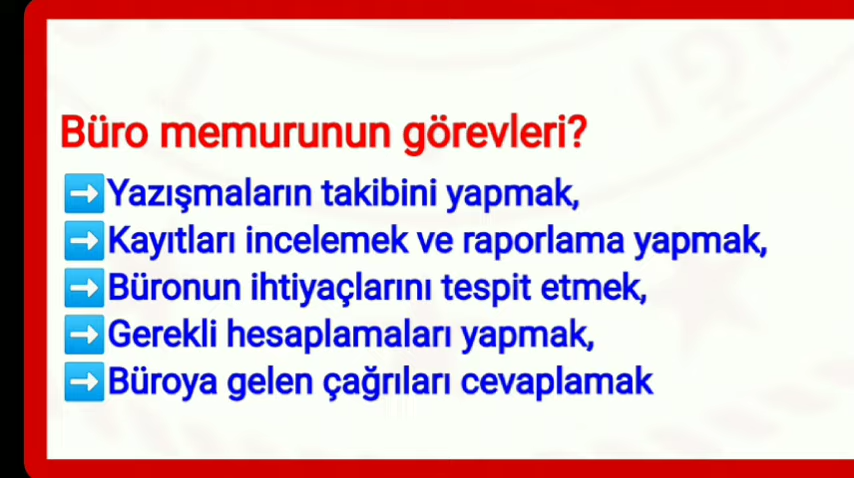 Büro memurunun görevleri?
➡Yazışmaların takibini yapmak,
➡Kayıtları incelemek ve raporlama yapmak,
➡Büronun ihtiyaçlarını tespit etmek,
➡Gerekli hesaplamaları yapmak,
➡Büroya gelen çağrıları cevaplamak